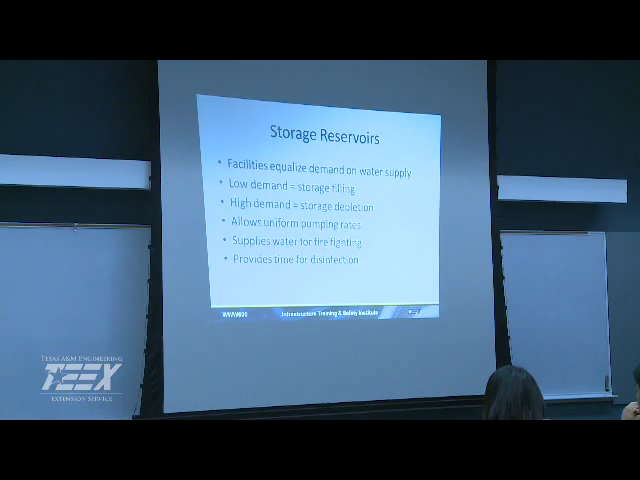 Storage Reservoirs
• Facilities equalize demand on water supply
• Low demand = storage filling
• High demand = storage depletion
• Allows uniform pumping rates
• Supplies water for fire fighting
• Provides time for disinfection
Infrastructure Training & Safety Institute
TEXAS A&M ENGINEERING
TEEX
EXTENSION SERVICE